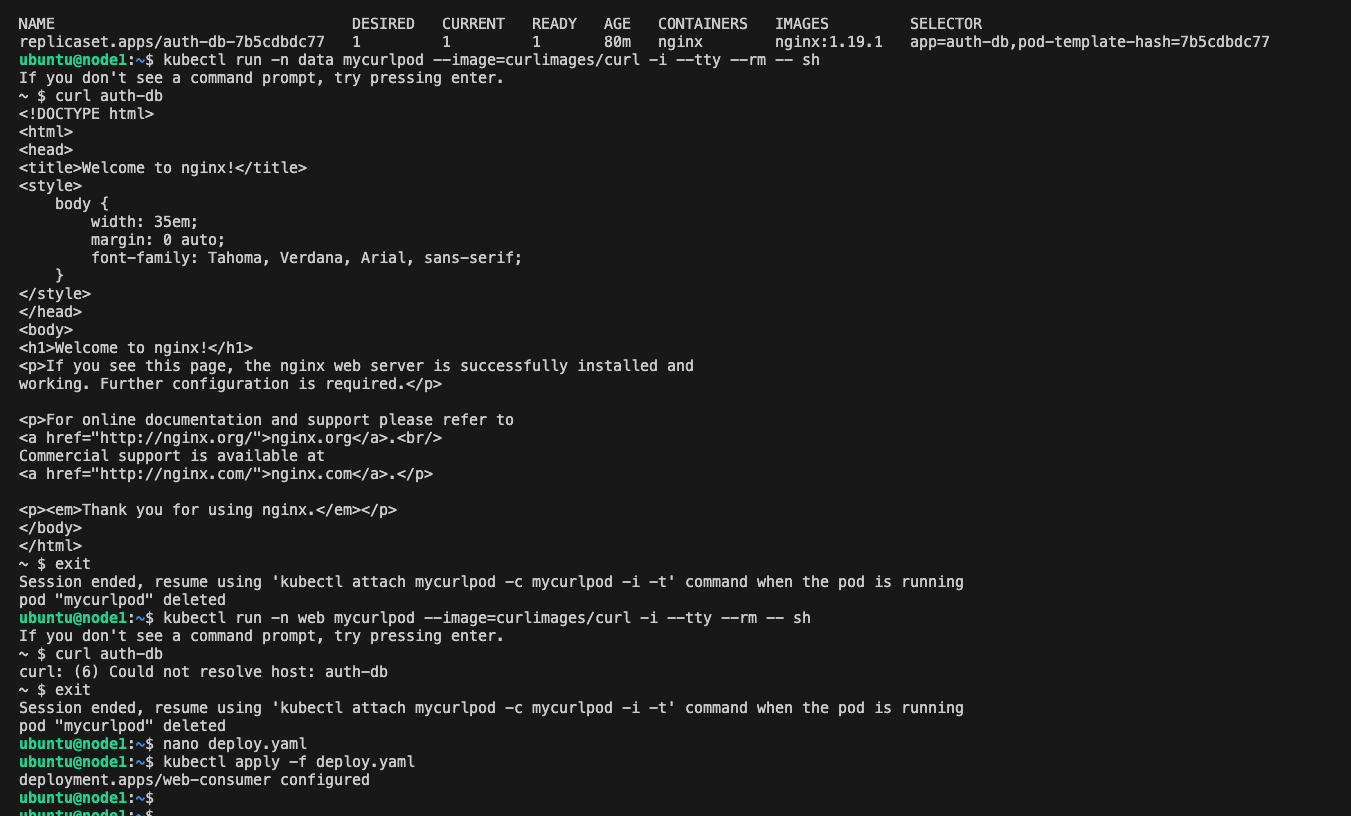 NAME DESIRED CURRENT READY AGE CONTAINERS IMAGES SELECTOR
replicaset.apps/auth-db-7b5cdbdc77 1 1 1 80m nginx nginx:1.19.1 app=auth-db,pod-template-hash=7b5cdbdc77
ubuntu@node1:~$ kubectl run -n data mycurlpod --image=curlimages/curl -i --tty --rm -- sh
If you don't see a command prompt, try pressing enter.
~ $ curl auth-db
<!DOCTYPE html>
<html>
<head>
<title>Welcome to nginx!</title>
<style>
    body {
        width: 35em;
        margin: 0 auto;
        font-family: Tahoma, Verdana, Arial, sans-serif;
    }
</style>
</head>
<body>
<h1>Welcome to nginx!</h1>
<p>If you see this page, the nginx web server is successfully installed and
working. Further configuration is required.</p>

<p>For online documentation and support please refer to
<a href="http://nginx.org/">nginx.org</a>.<br/>
Commercial support is available at
<a href="http://nginx.com/">nginx.com</a>.</p>

<p><em>Thank you for using nginx.</em></p>
</body>
</html>
~ $ exit
Session ended, resume using 'kubectl attach mycurlpod -c mycurlpod -i -t' command when the pod is running
pod "mycurlpod" deleted
ubuntu@node1:~$ kubectl run -n web mycurlpod --image=curlimages/curl -i --tty --rm -- sh
If you don't see a command prompt, try pressing enter.
~ $ curl auth-db
curl: (6) Could not resolve host: auth-db
~ $ exit
Session ended, resume using 'kubectl attach mycurlpod -c mycurlpod -i -t' command when the pod is running
pod "mycurlpod" deleted
ubuntu@node1:~$ nano deploy.yaml
ubuntu@node1:~$ kubectl apply -f deploy.yaml
deployment.apps/web-consumer configured
ubuntu@node1:~$
ubuntu@node1:~$